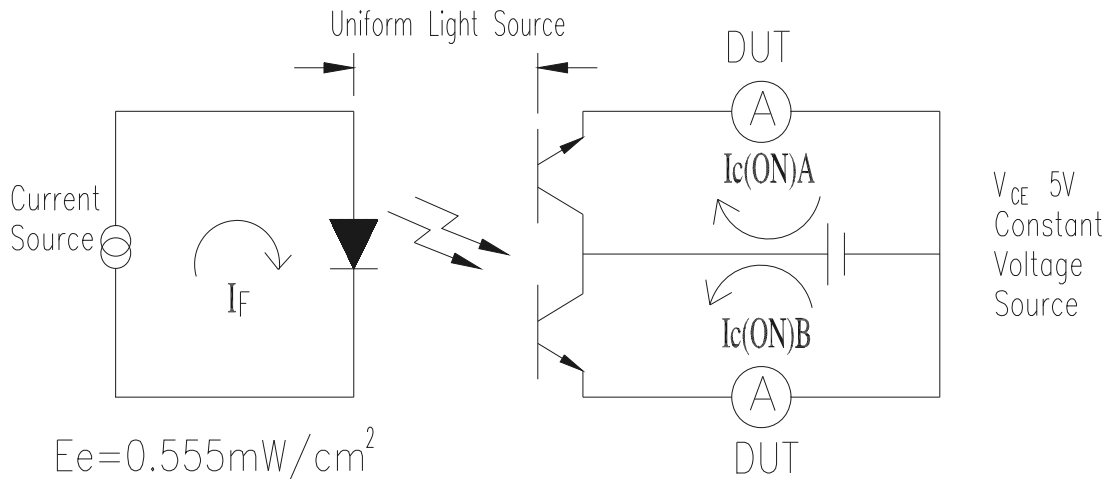 Uniform Light Source
DUT
A
Ic(ON)A
Current
Source
IF
VCE 5V
Constant
Voltage
Source
Ic(ON)B
A
DUT
Ee=0.555mW/cm²